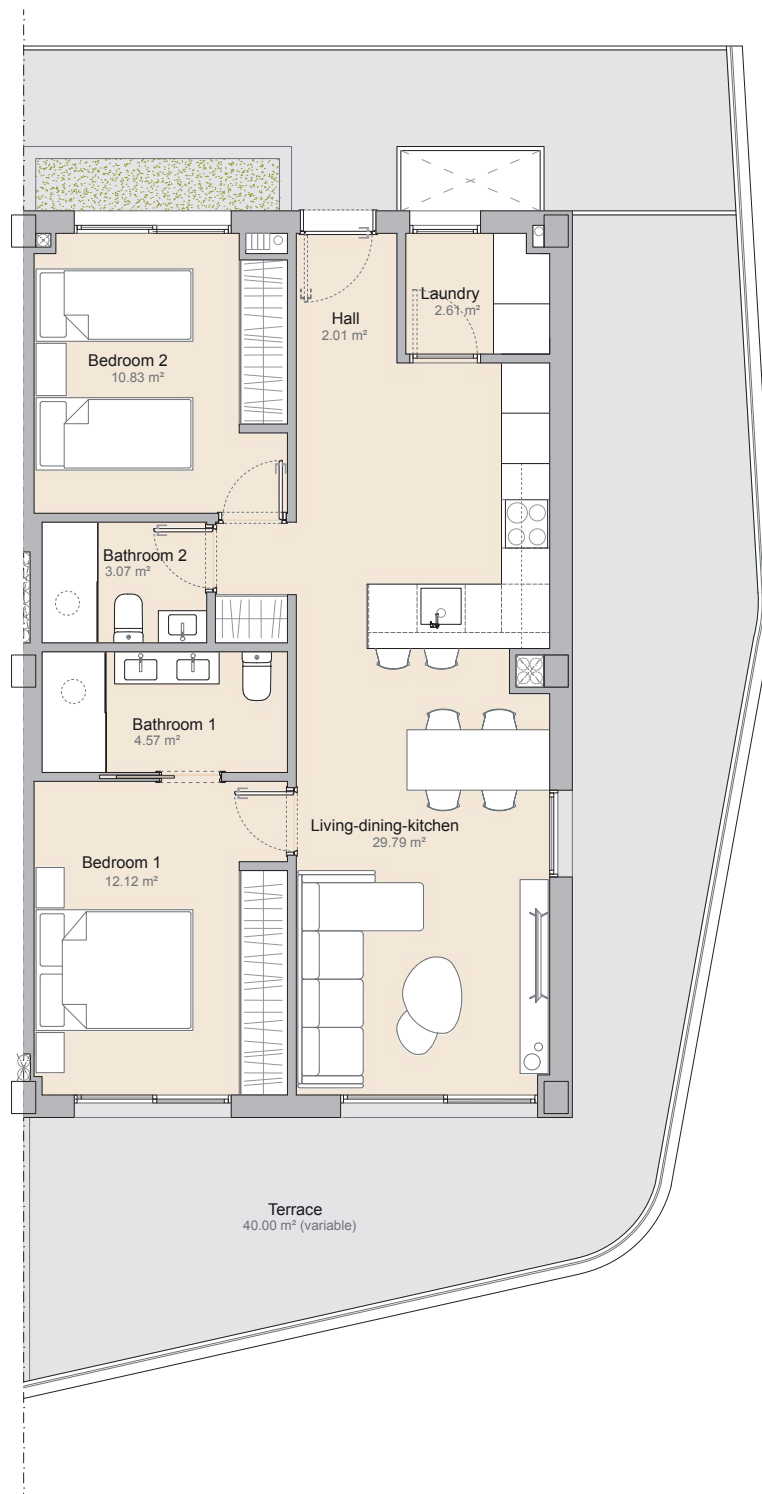 Laundry
2.61 m²
Hall
2.01 m²
Bedroom 2
10.83 m²
Bathroom 2
3.07 m²
Bathroom 1
4.57 m²
Living-dining-kitchen
29.79 m²
Bedroom 1
12.12 m²
Terrace
40.00 m² (variable)